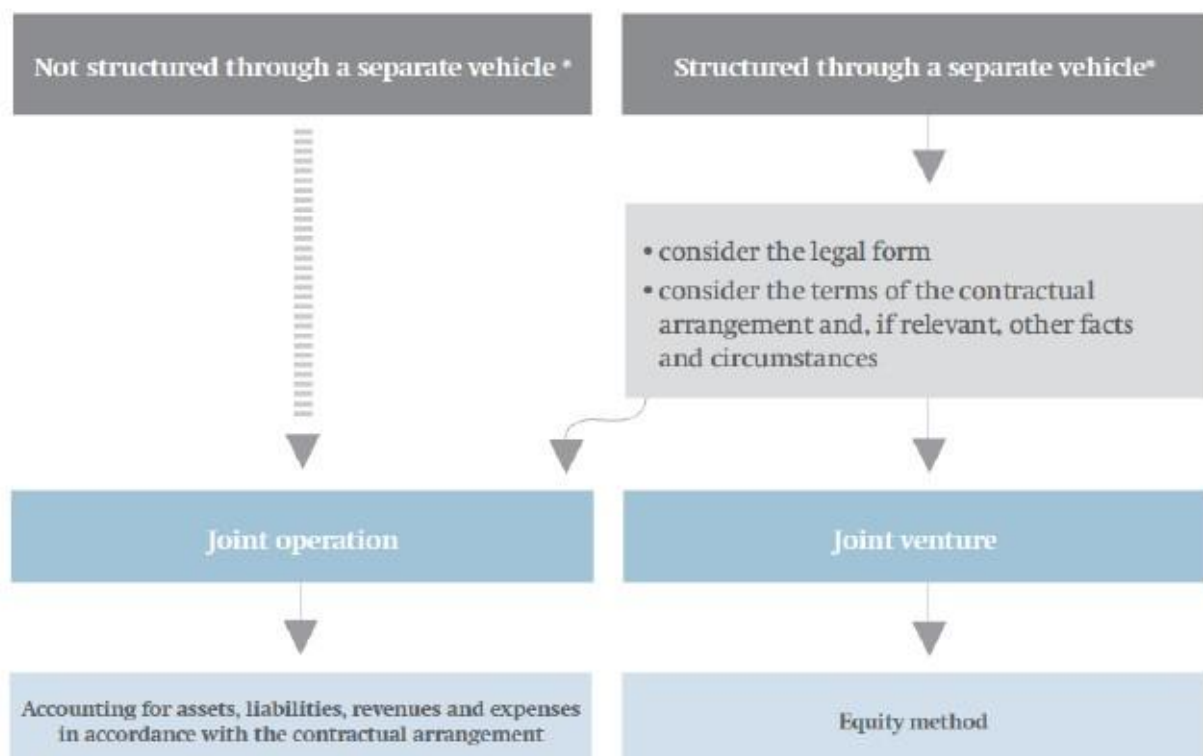 Not structured through a separate vehicle *
Structured through a separate vehicle*
• consider the legal form
• consider the terms of the contractual
arrangement and, if relevant, other facts
and circumstances
Joint operation
Joint venture
Accounting for assets, liabilities, revenues and expenses
in accordance with the contractual arrangement
Equity method